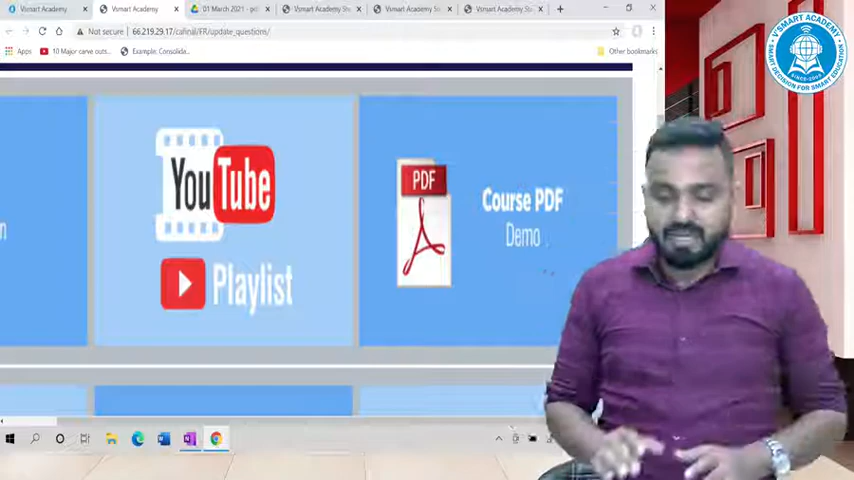 Vsmart Academy
Vsmart Academy
01 March 2021
Vsmart Academy
Vsmart Academy
Vsmart Academy
Not secure
66.219.29.17/cafinal/FR/update_questions/
Apps
10 Major carve outs...
Example: Consolida...
Other bookmarks
V'SMART ACADEMY
SINCE-2003
SMART DECISION FOR SMART EDUCATION
n
YouTube
Playlist
PDF
Course PDF
Demo